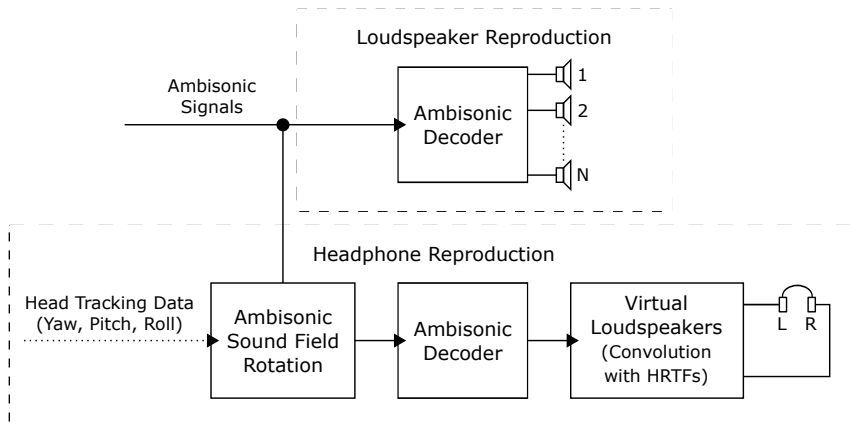 Loudspeaker Reproduction
Ambisonic
Signals
Ambisonic
Decoder
1
2
N
Headphone Reproduction
Head Tracking Data
(Yaw, Pitch, Roll)
Ambisonic
Sound Field
Rotation
Ambisonic
Decoder
Virtual
Loudspeakers
(Convolution
with HRTFs)
L R